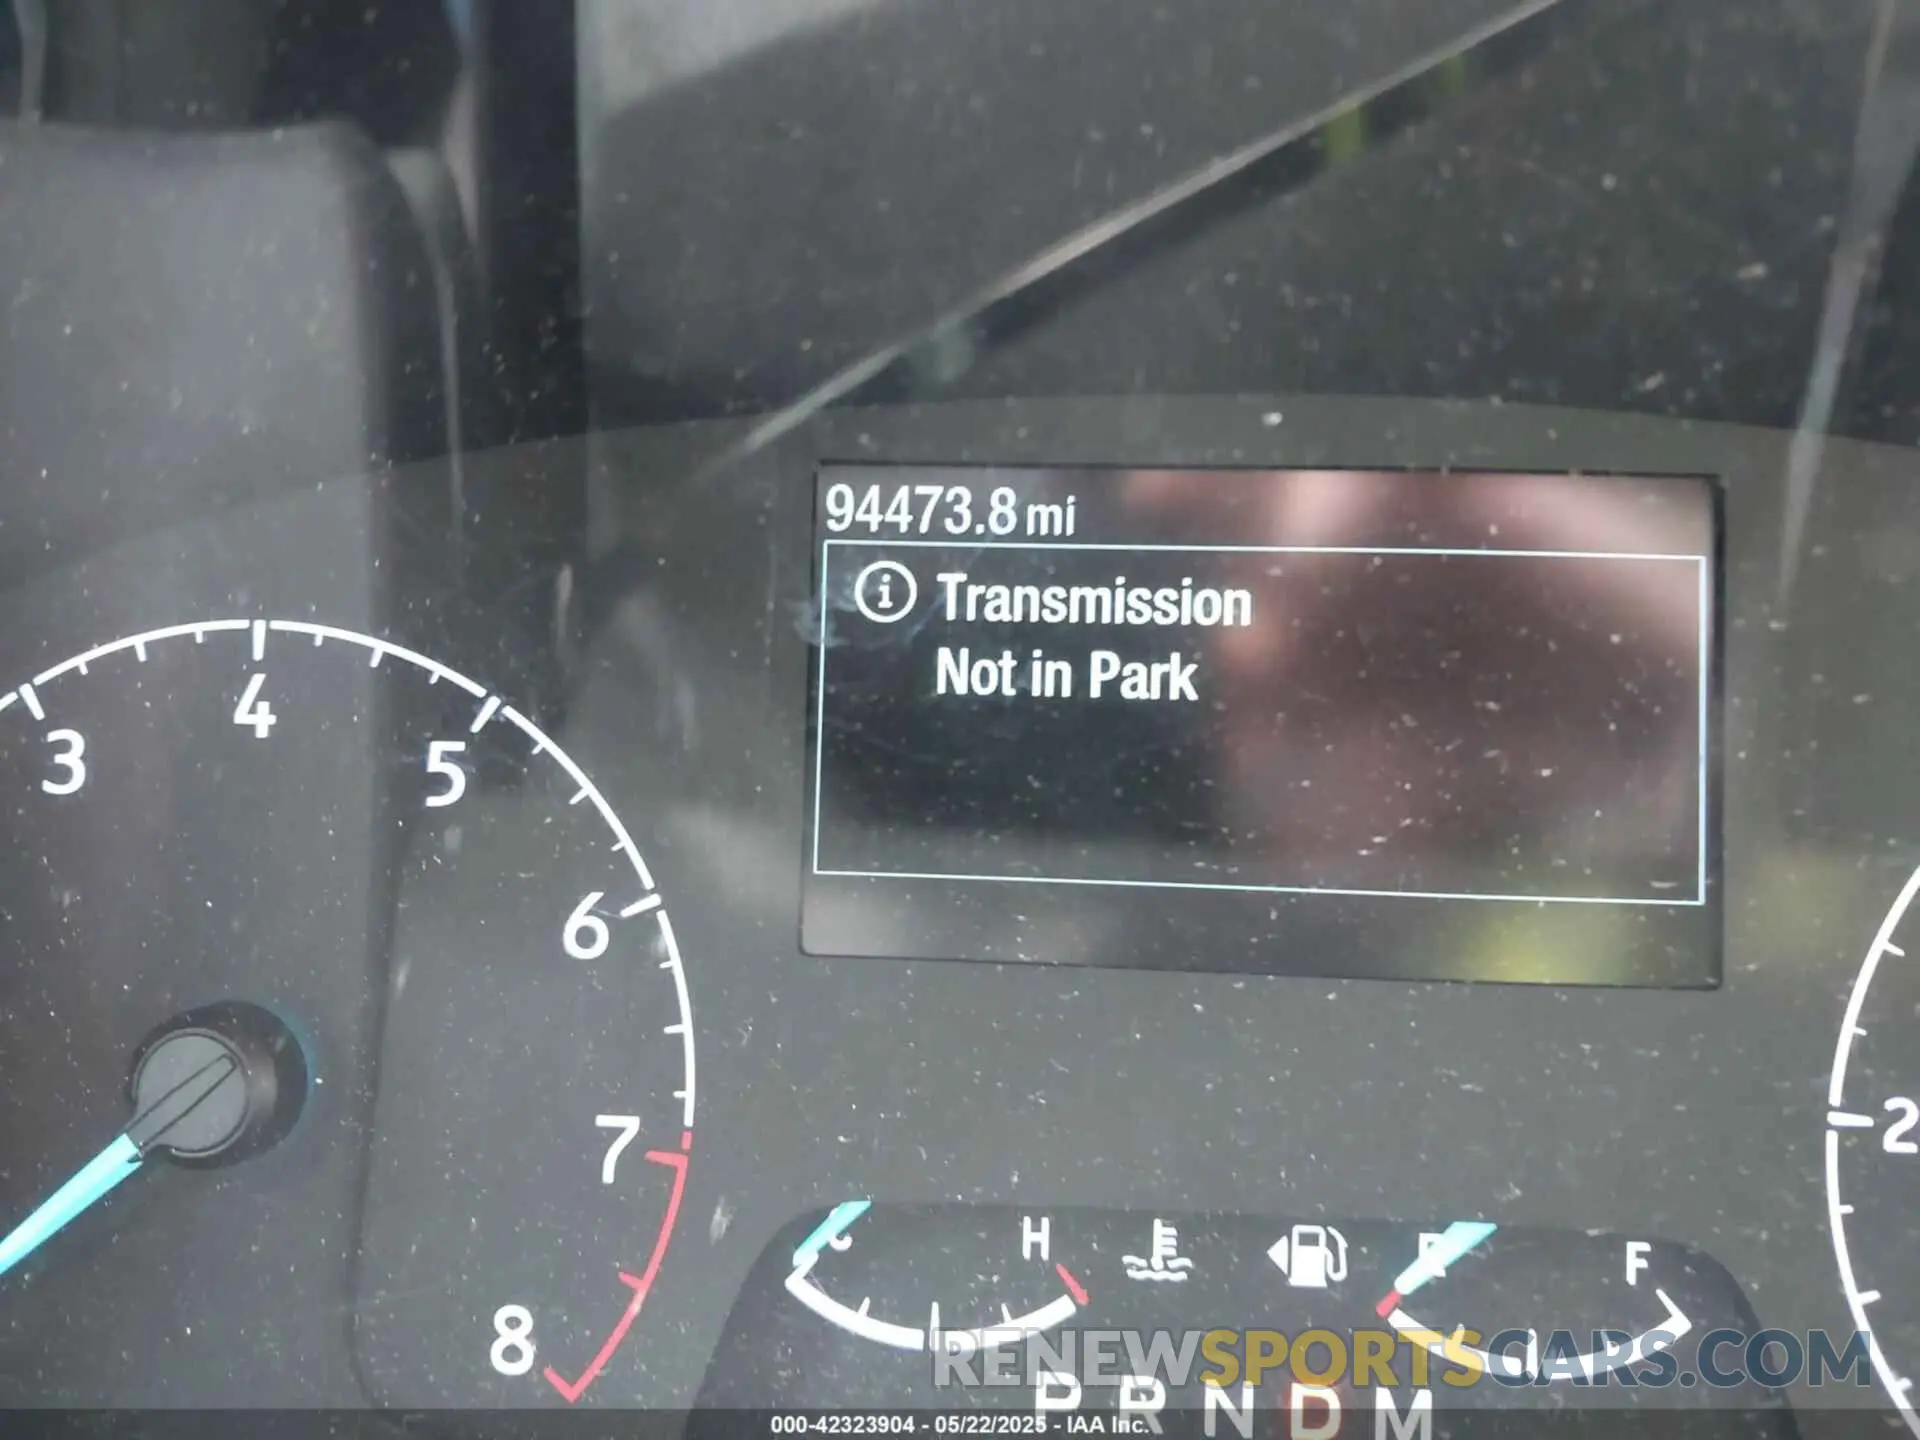 94473.8 mi
i Transmission
Not in Park
3 4 5 6 7 8
2
C H E F
P R N D M
RENEWSPORTSCARS.COM
000-42323904 - 05/22/2025 - IAA Inc.